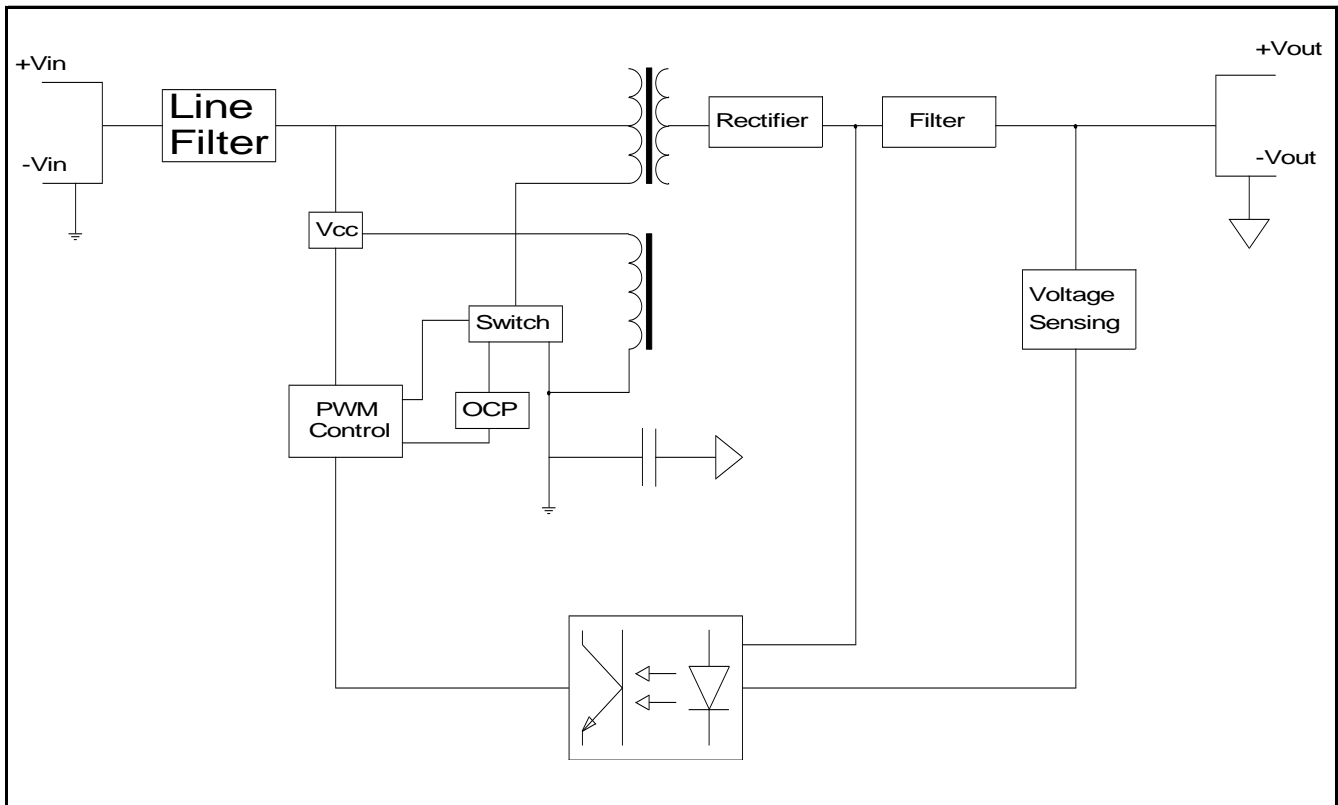 +Vin
-Vin
Line
Filter
Rectifier
Filter
+Vout
-Vout
Vcc
Switch
OCP
PWM
Control
Voltage
Sensing